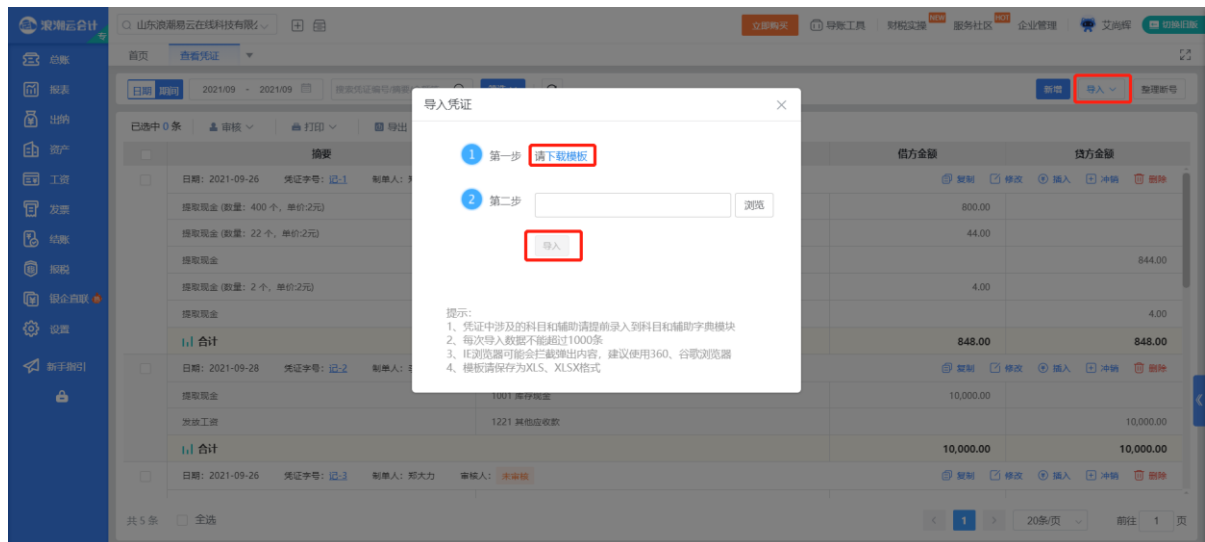 浪潮云会计
专
山东浪潮易云在线科技有限公
立即购买
导账工具
财税实操
NEW
服务社区
HOT
企业管理
艾尚辉
切换旧版
总账
报表
出纳
资产
工资
发票
结账
报税
银企直联
设置
新手指引
首页
查看凭证
日期 期间
2021/09 - 2021/09
新增
导入
整理断号
已选中 0 条
审核
打印
导出
摘要
借方金额
贷方金额
日期: 2021-09-26 凭证字号: 记-1 制单人:
复制 修改 插入 冲销 删除
提取现金 (数量: 400 个, 单价:2元)
800.00
提取现金 (数量: 22 个, 单价:2元)
44.00
提取现金
844.00
提取现金 (数量: 2 个, 单价:2元)
4.00
提取现金
4.00
合计
848.00
848.00
日期: 2021-09-28 凭证字号: 记-2 制单人:
复制 修改 插入 冲销 删除
提取现金
1001 库存现金
10,000.00
发放工资
1221 其他应收款
10,000.00
合计
10,000.00
10,000.00
日期: 2021-09-26 凭证字号: 记-3 制单人: 郑大力 审核人: 未审核
复制 修改 插入 冲销 删除
共 5 条
全选
1
20条/页
前往 1 页
导入凭证
1 第一步 请下载模板
2 第二步
浏览
导入
提示:
1、凭证中涉及的科目和辅助请提前录入到科目和辅助字典模块
2、每次导入数据不能超过1000条
3、IE浏览器可能会拦截弹出内容，建议使用360、谷歌浏览器
4、模板请保存为XLS、XLSX格式